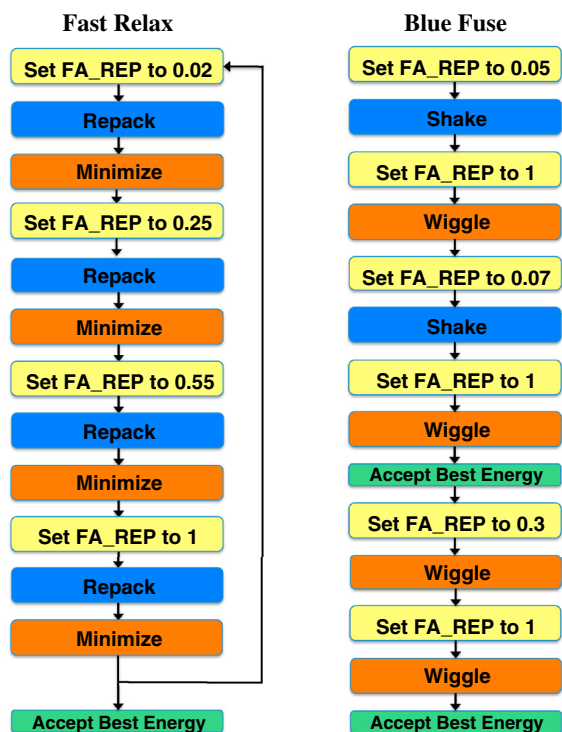 Fast Relax
Set FA_REP to 0.02
Repack
Minimize
Set FA_REP to 0.25
Repack
Minimize
Set FA_REP to 0.55
Repack
Minimize
Set FA_REP to 1
Repack
Minimize
Accept Best Energy
Blue Fuse
Set FA_REP to 0.05
Shake
Set FA_REP to 1
Wiggle
Set FA_REP to 0.07
Shake
Set FA_REP to 1
Wiggle
Accept Best Energy
Set FA_REP to 0.3
Wiggle
Set FA_REP to 1
Wiggle
Accept Best Energy